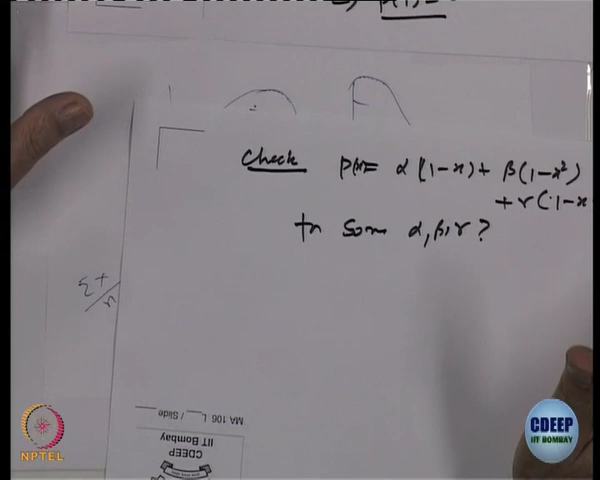 Check p(x)= α(1-x)+ β(1-x²)
+ γ(1-x
for some α, β, γ?
MA 106 L / Slide
CDEEP
IIT Bombay
NPTEL
CDEEP
IIT BOMBAY